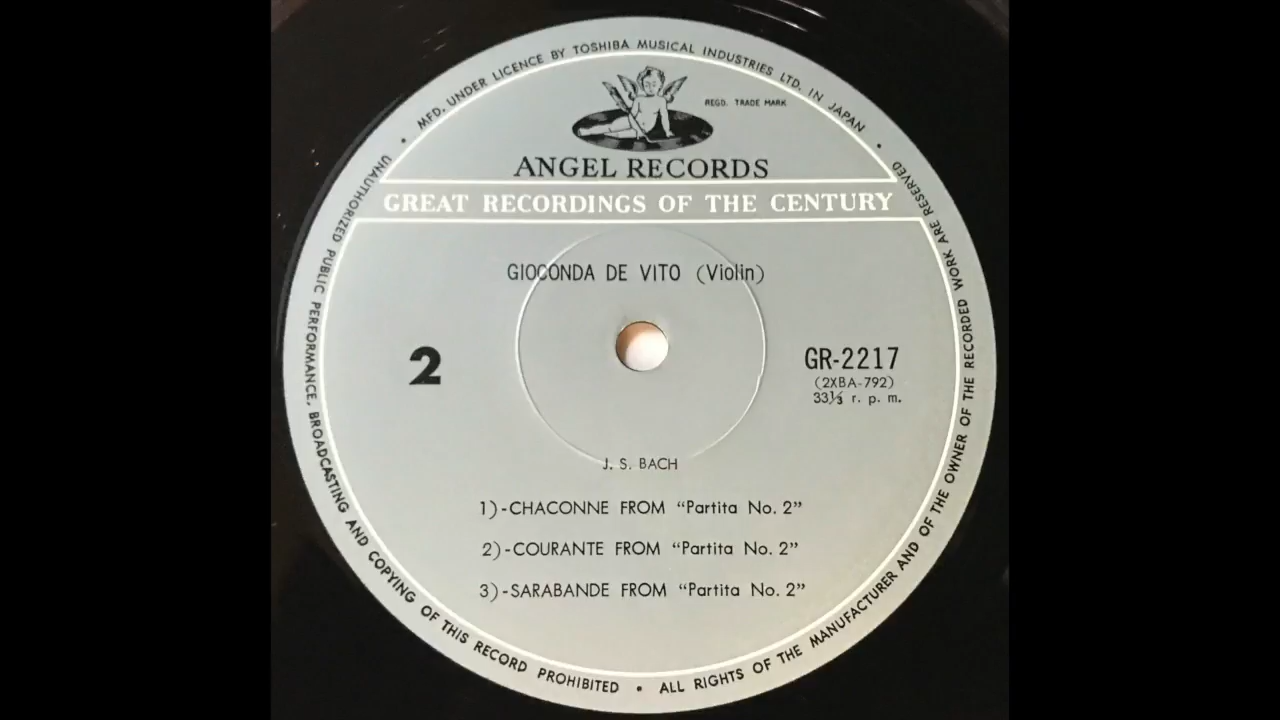 • MFD. UNDER LICENCE BY TOSHIBA MUSICAL INDUSTRIES LTD. IN JAPAN •
REGD. TRADE MARK
ANGEL RECORDS
GREAT RECORDINGS OF THE CENTURY
GIOCONDA DE VITO (Violin)
2
GR-2217
(2XBA-792)
33⅓ r. p. m.
J. S. BACH
1)-CHACONNE FROM “Partita No. 2”
2)-COURANTE FROM “Partita No. 2”
3)-SARABANDE FROM “Partita No. 2”
UNAUTHORIZED PUBLIC PERFORMANCE, BROADCASTING AND COPYING OF THIS RECORD PROHIBITED • ALL RIGHTS OF THE MANUFACTURER AND OF THE OWNER OF THE RECORDED WORK ARE RESERVED